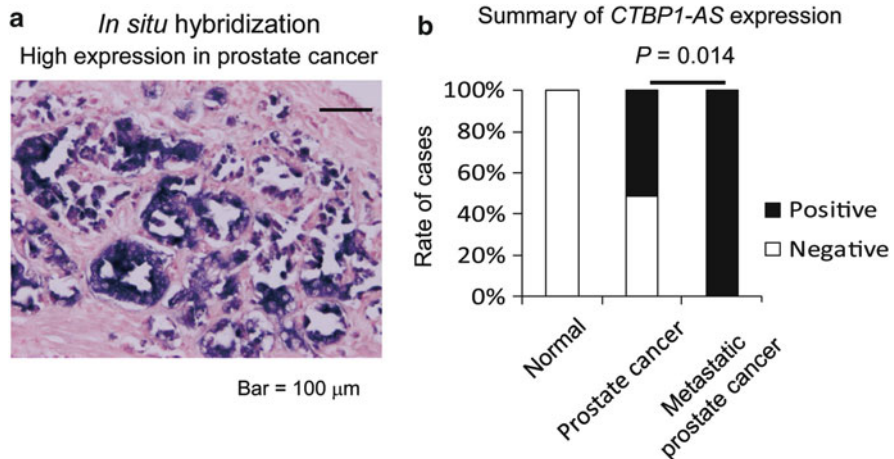 a
In situ hybridization
High expression in prostate cancer
Bar = 100 μm
b
Summary of CTBP1-AS expression
P = 0.014
Rate of cases
100%
80%
60%
40%
20%
0%
Normal
Prostate cancer
Metastatic
prostate cancer
Positive
Negative